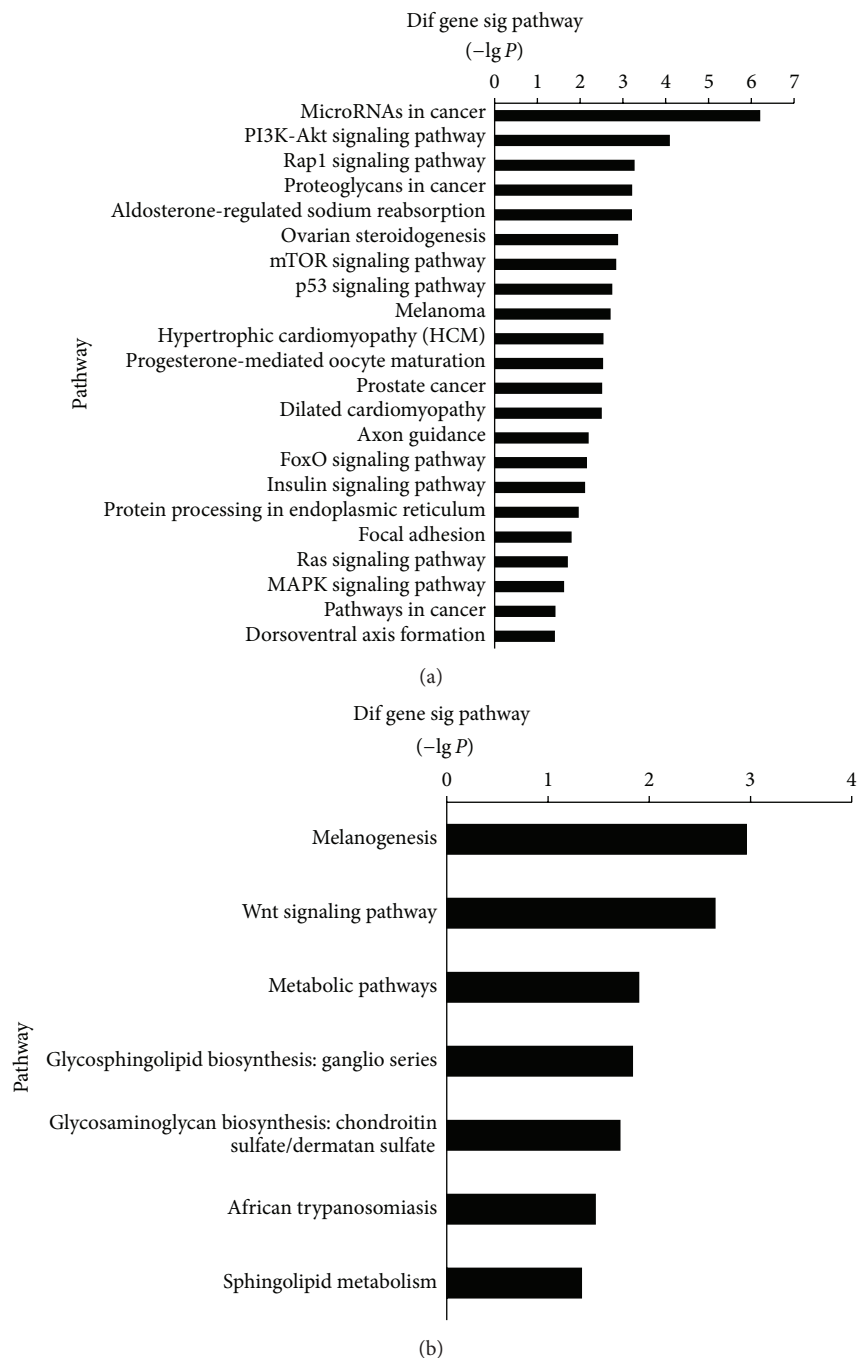 Dif gene sig pathway
(−lg P)
0 1 2 3 4 5 6 7
MicroRNAs in cancer
PI3K-Akt signaling pathway
Rap1 signaling pathway
Proteoglycans in cancer
Aldosterone-regulated sodium reabsorption
Ovarian steroidogenesis
mTOR signaling pathway
p53 signaling pathway
Melanoma
Hypertrophic cardiomyopathy (HCM)
Progesterone-mediated oocyte maturation
Prostate cancer
Dilated cardiomyopathy
Axon guidance
FoxO signaling pathway
Insulin signaling pathway
Protein processing in endoplasmic reticulum
Focal adhesion
Ras signaling pathway
MAPK signaling pathway
Pathways in cancer
Dorsoventral axis formation
Pathway
(a)
Dif gene sig pathway
(−lg P)
0 1 2 3 4
Melanogenesis
Wnt signaling pathway
Metabolic pathways
Glycosphingolipid biosynthesis: ganglio series
Glycosaminoglycan biosynthesis: chondroitin
sulfate/dermatan sulfate
African trypanosomiasis
Sphingolipid metabolism
Pathway
(b)